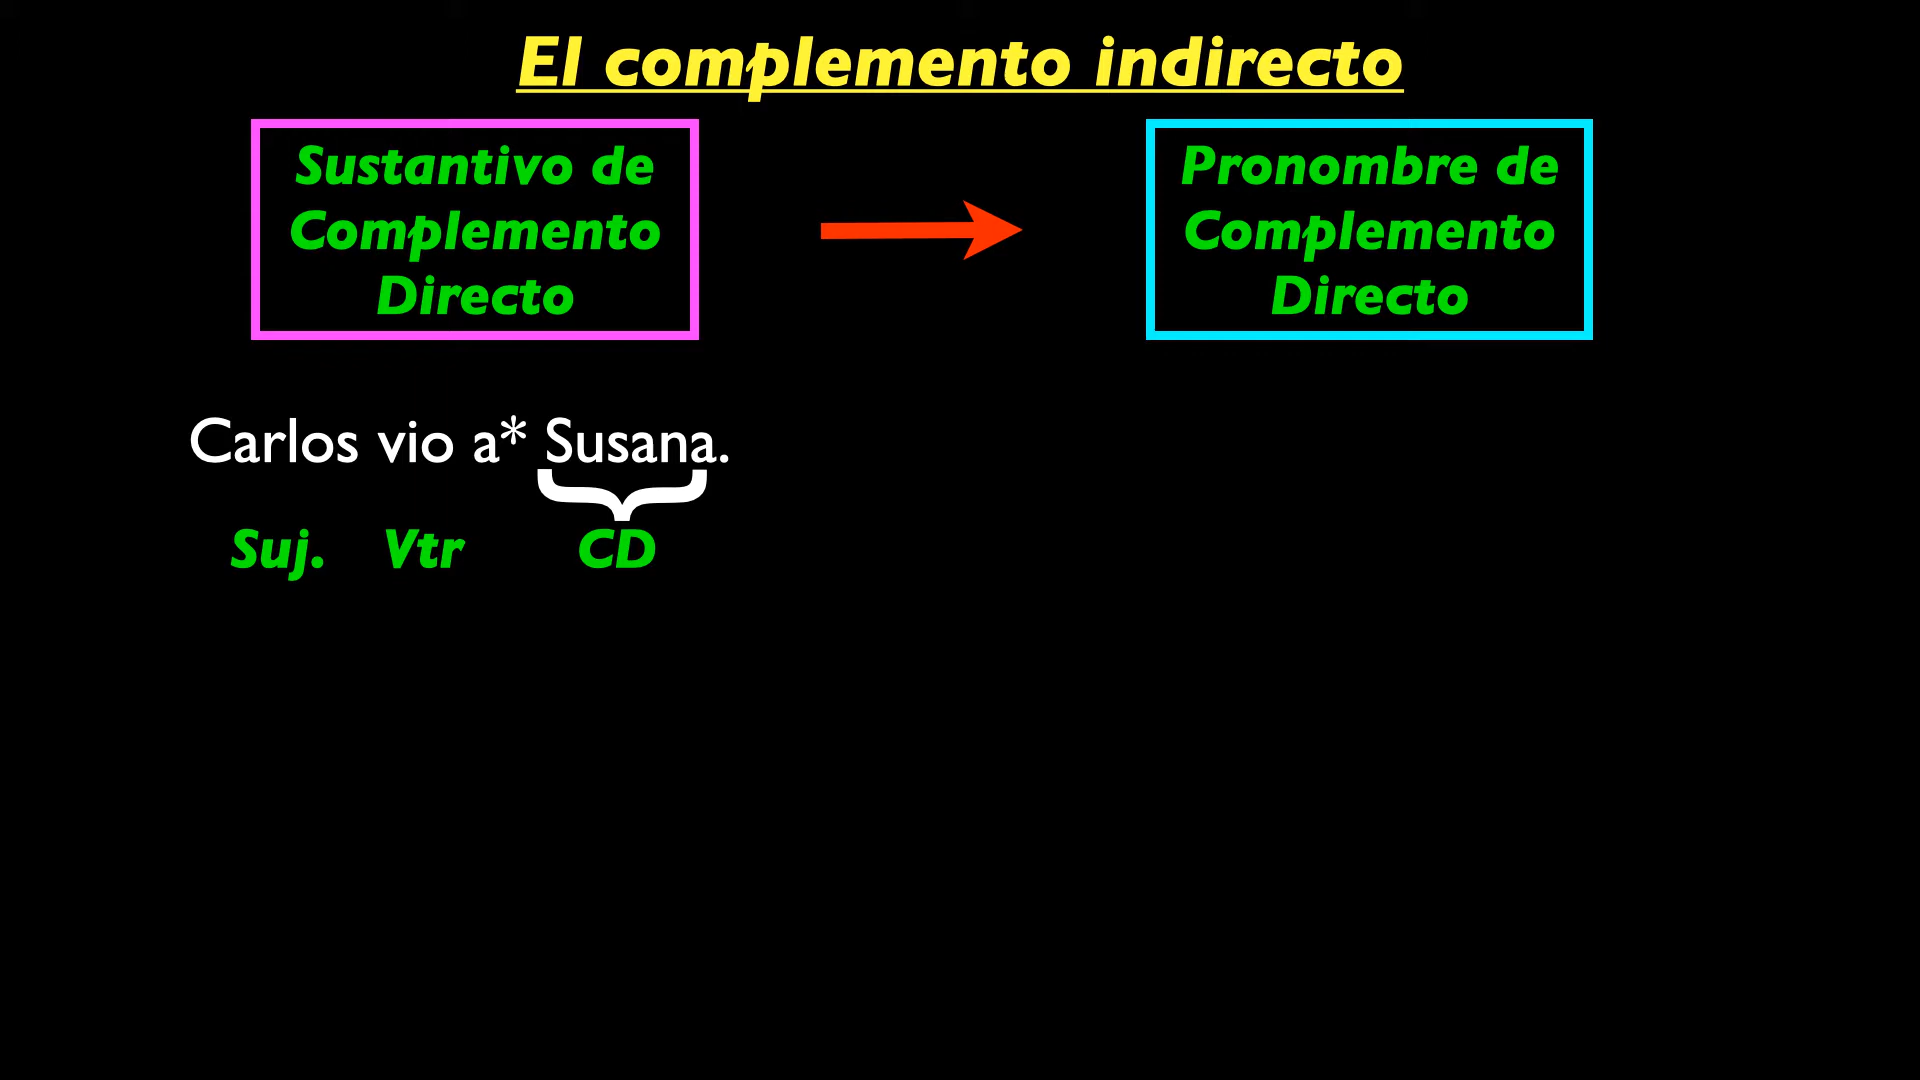 El complemento indirecto
Sustantivo de
Complemento
Directo
Pronombre de
Complemento
Directo
Carlos vio a* Susana.
Suj. Vtr CD